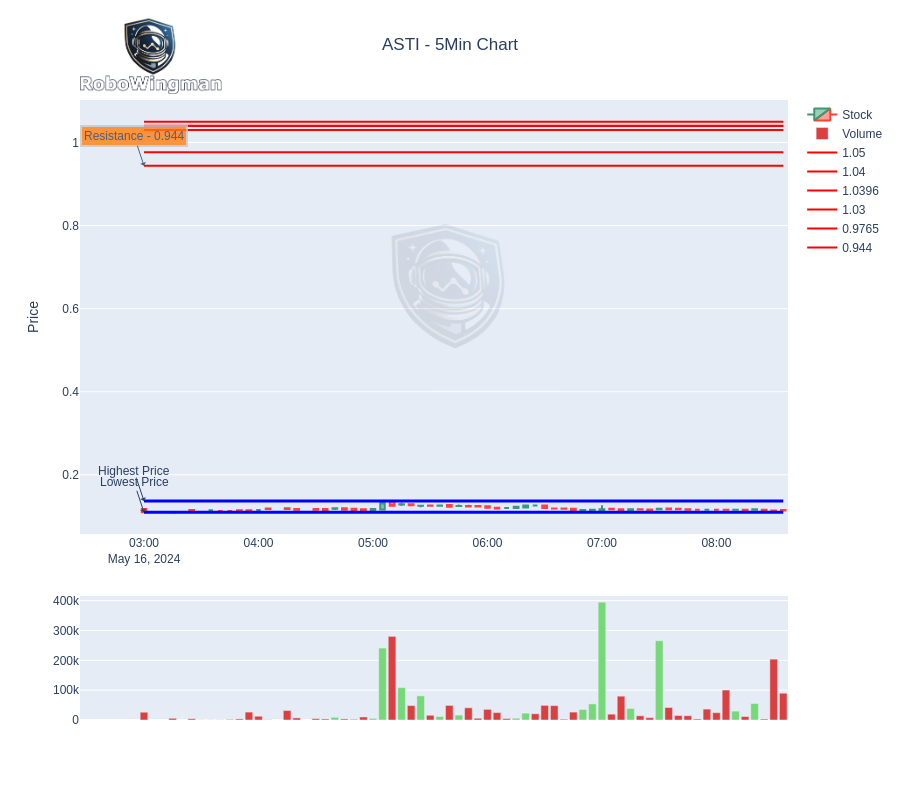 RoboWingman
ASTI - 5Min Chart
Stock
Volume
1.05
1.04
1.0396
1.03
0.9765
0.944
Resistance - 0.944
1
0.8
0.6
0.4
0.2
Price
Highest Price
Lowest Price
03:00
04:00
05:00
06:00
07:00
08:00
May 16, 2024
400k
300k
200k
100k
0